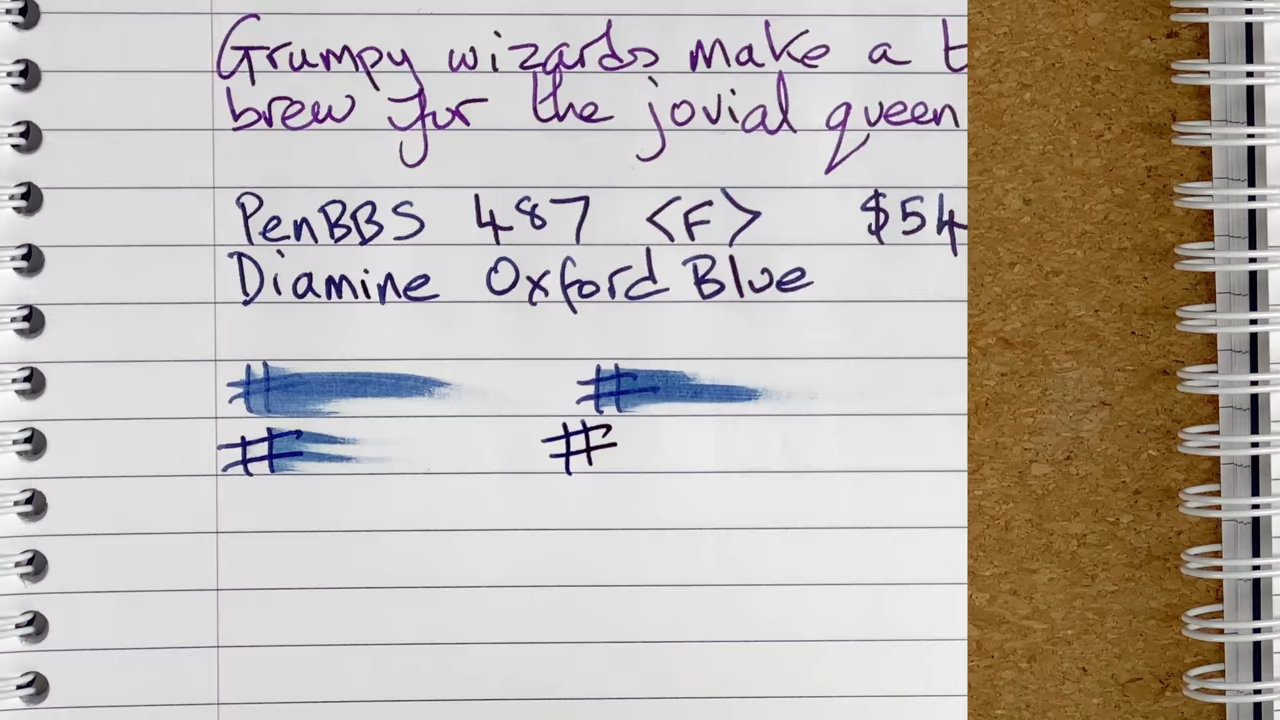 Grumpy wizards make a t
brew for the jovial queen
PenBBS 487 <F> $54
Diamine Oxford Blue
# #
# #